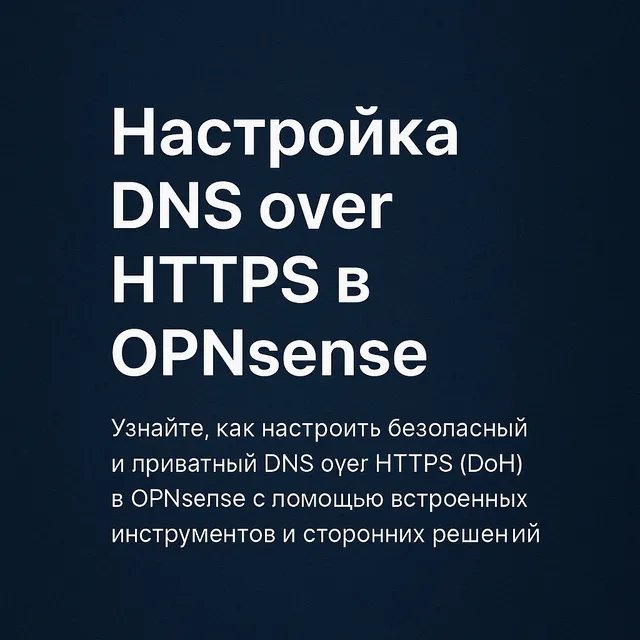 Настройка
DNS over
HTTPS в
OPNsense
Узнайте, как настроить безопасный
и приватный DNS over HTTPS (DoH)
в OPNsense с помощью встроенных
инструментов и сторонних решений